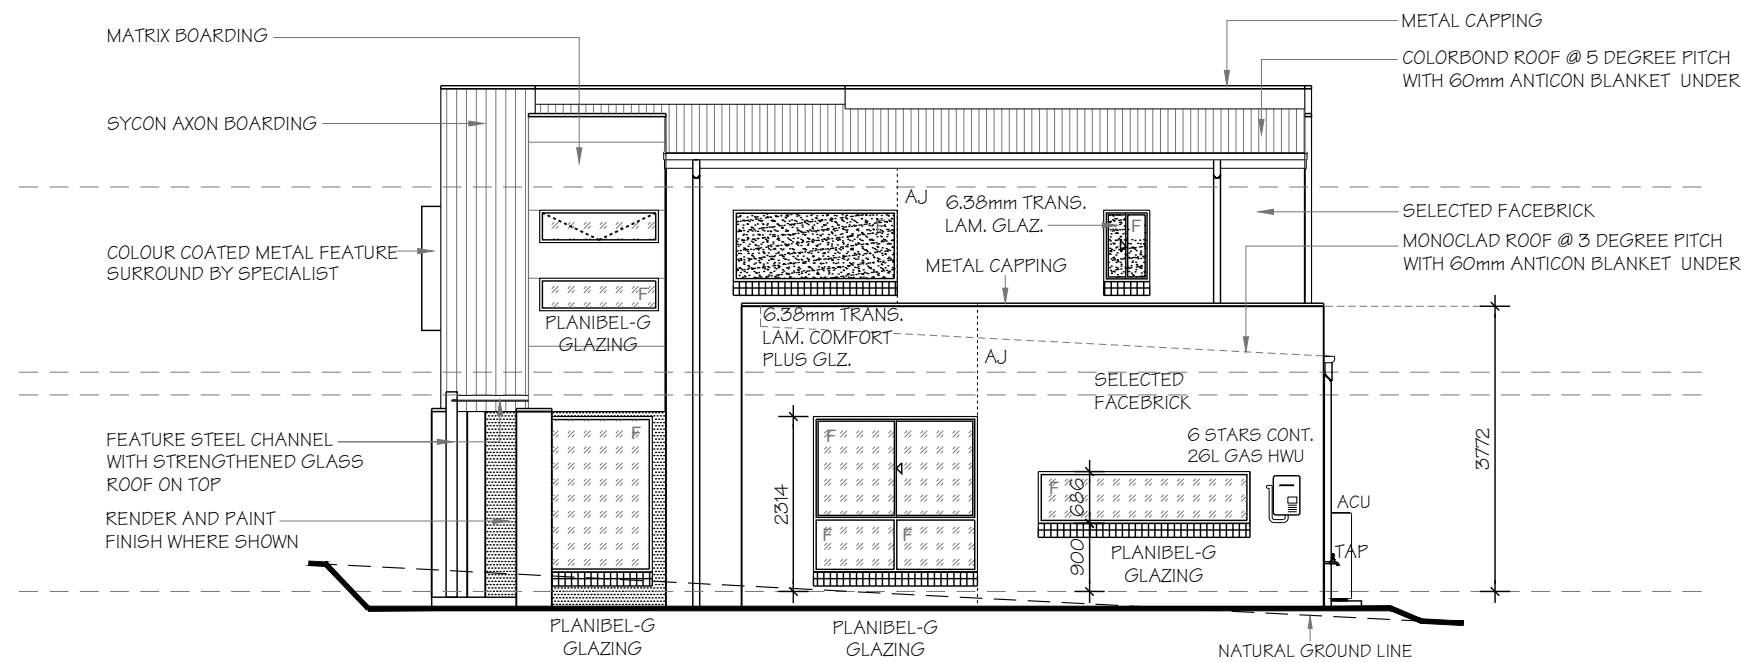 METAL CAPPING
MATRIX BOARDING
COLORBOND ROOF @ 5 DEGREE PITCH
WITH 60mm ANTICON BLANKET UNDER
SYCON AXON BOARDING
AJ
6.38mm TRANS.
LAM. GLAZ.
F
F
SELECTED FACEBRICK
MONOCLAD ROOF @ 3 DEGREE PITCH
WITH 60mm ANTICON BLANKET UNDER
COLOUR COATED METAL FEATURE
SURROUND BY SPECIALIST
METAL CAPPING
F
PLANIBEL-G
GLAZING
6.38mm TRANS.
LAM. COMFORT
PLUS GLZ.
AJ
SELECTED
FACEBRICK
FEATURE STEEL CHANNEL
WITH STRENGTHENED GLASS
ROOF ON TOP
F
F
6 STARS CONT.
26L GAS HWU
3772
2314
F
686
ACU
RENDER AND PAINT
FINISH WHERE SHOWN
F
F
900
PLANIBEL-G
GLAZING
TAP
PLANIBEL-G
GLAZING
PLANIBEL-G
GLAZING
NATURAL GROUND LINE